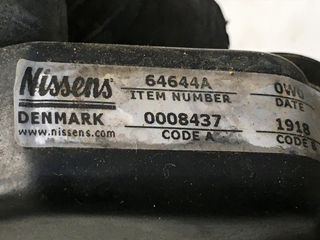 Nissens 64644A 0W0
ITEM NUMBER DATE
DENMARK 0008437 1918
www.nissens.com CODE A CODE B